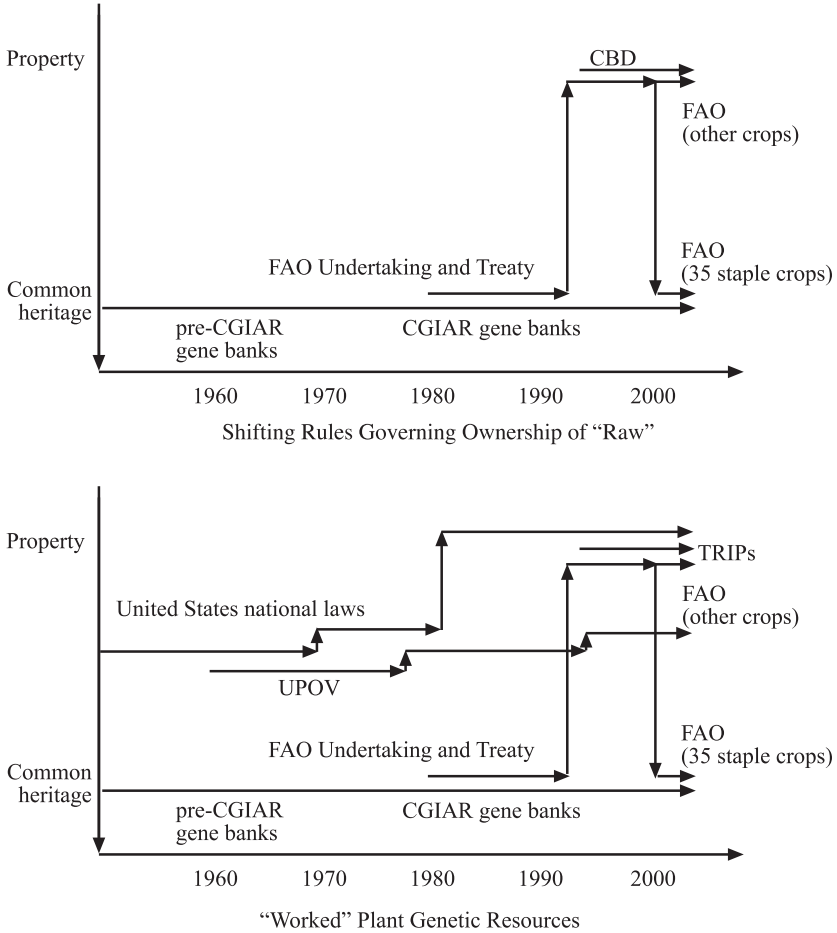 Property
CBD
FAO
(other crops)
FAO Undertaking and Treaty
FAO
(35 staple crops)
Common
heritage
pre-CGIAR
gene banks
CGIAR gene banks
1960 1970 1980 1990 2000
Shifting Rules Governing Ownership of “Raw”
Property
TRIPs
United States national laws
FAO
(other crops)
UPOV
FAO Undertaking and Treaty
FAO
(35 staple crops)
Common
heritage
pre-CGIAR
gene banks
CGIAR gene banks
1960 1970 1980 1990 2000
“Worked” Plant Genetic Resources